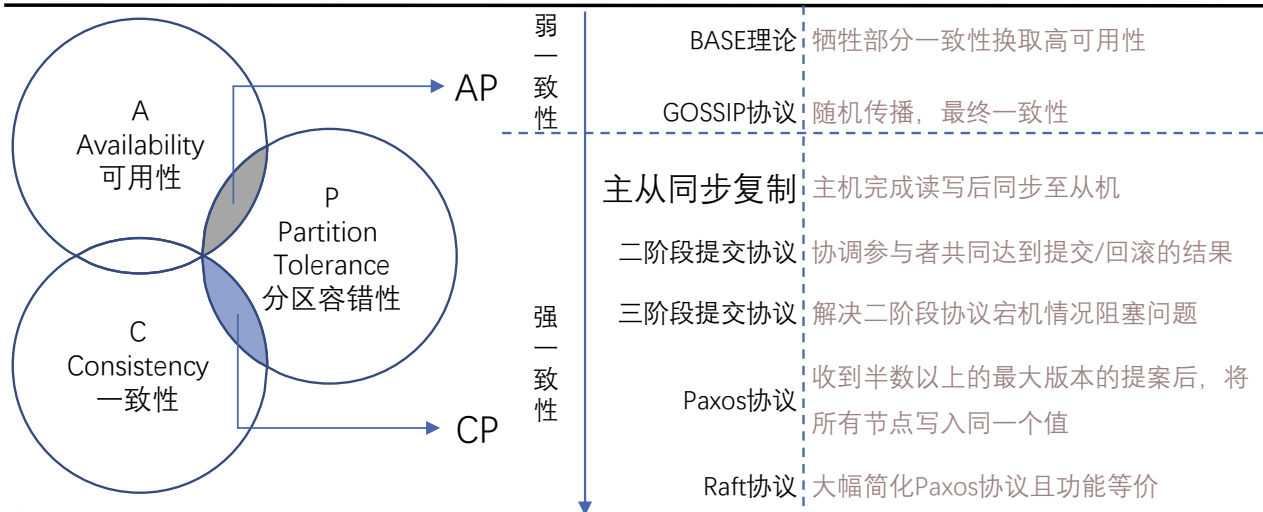 A
Availability
可用性
P
Partition
Tolerance
分区容错性
C
Consistency
一致性
AP
CP
弱一致性
BASE理论 牺牲部分一致性换取高可用性
GOSSIP协议 随机传播，最终一致性
强一致性
主从同步复制 主机完成读写后同步至从机
二阶段提交协议 协调参与者共同达到提交/回滚的结果
三阶段提交协议 解决二阶段协议宕机情况阻塞问题
Paxos协议 收到半数以上的最大版本的提案后，将
所有节点写入同一个值
Raft协议 大幅简化Paxos协议且功能等价